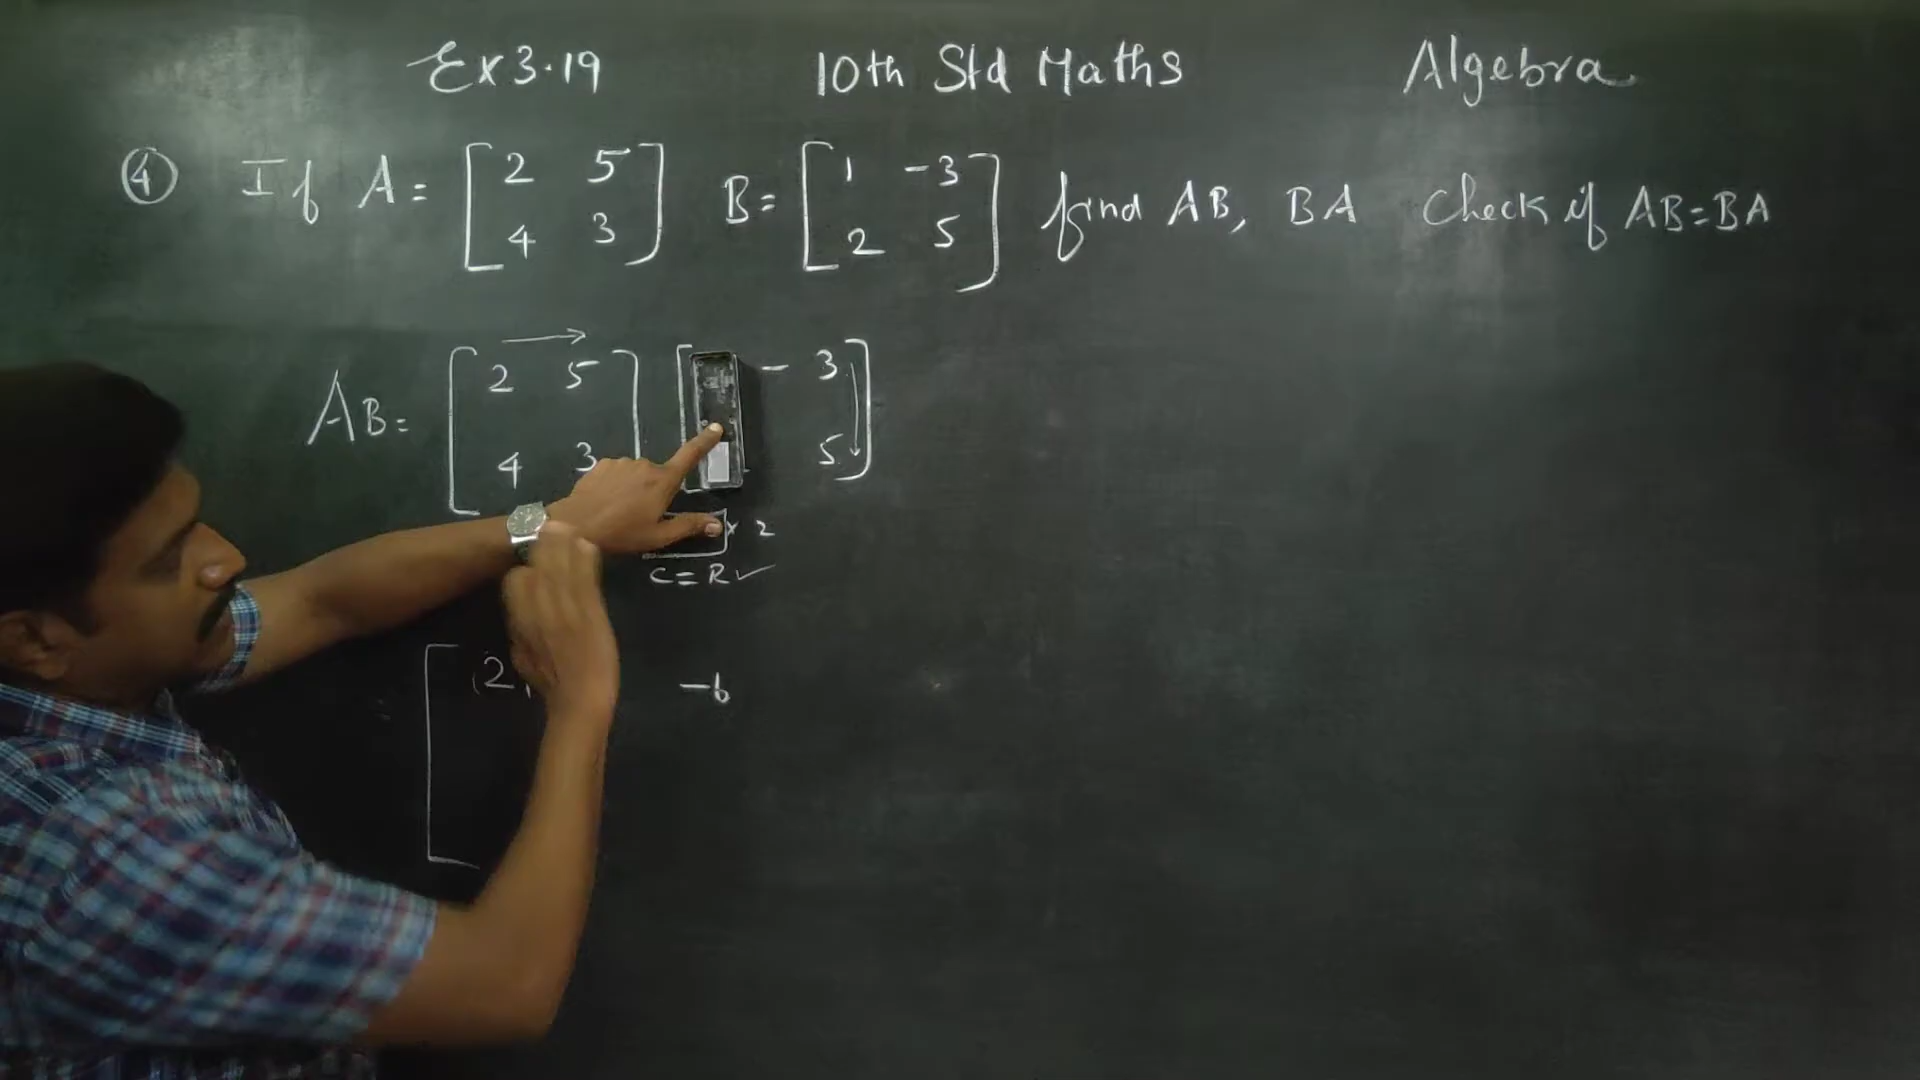 Ex 3.19 10th Std Maths Algebra
④ If A = [ 2 5 ] B = [ 1 -3 ] find AB, BA Check if AB = BA
4 3 2 5
AB = [ 2 5 ] [ - 3 ]
4 3 5
× 2
C = R ✓
[ (2, -6